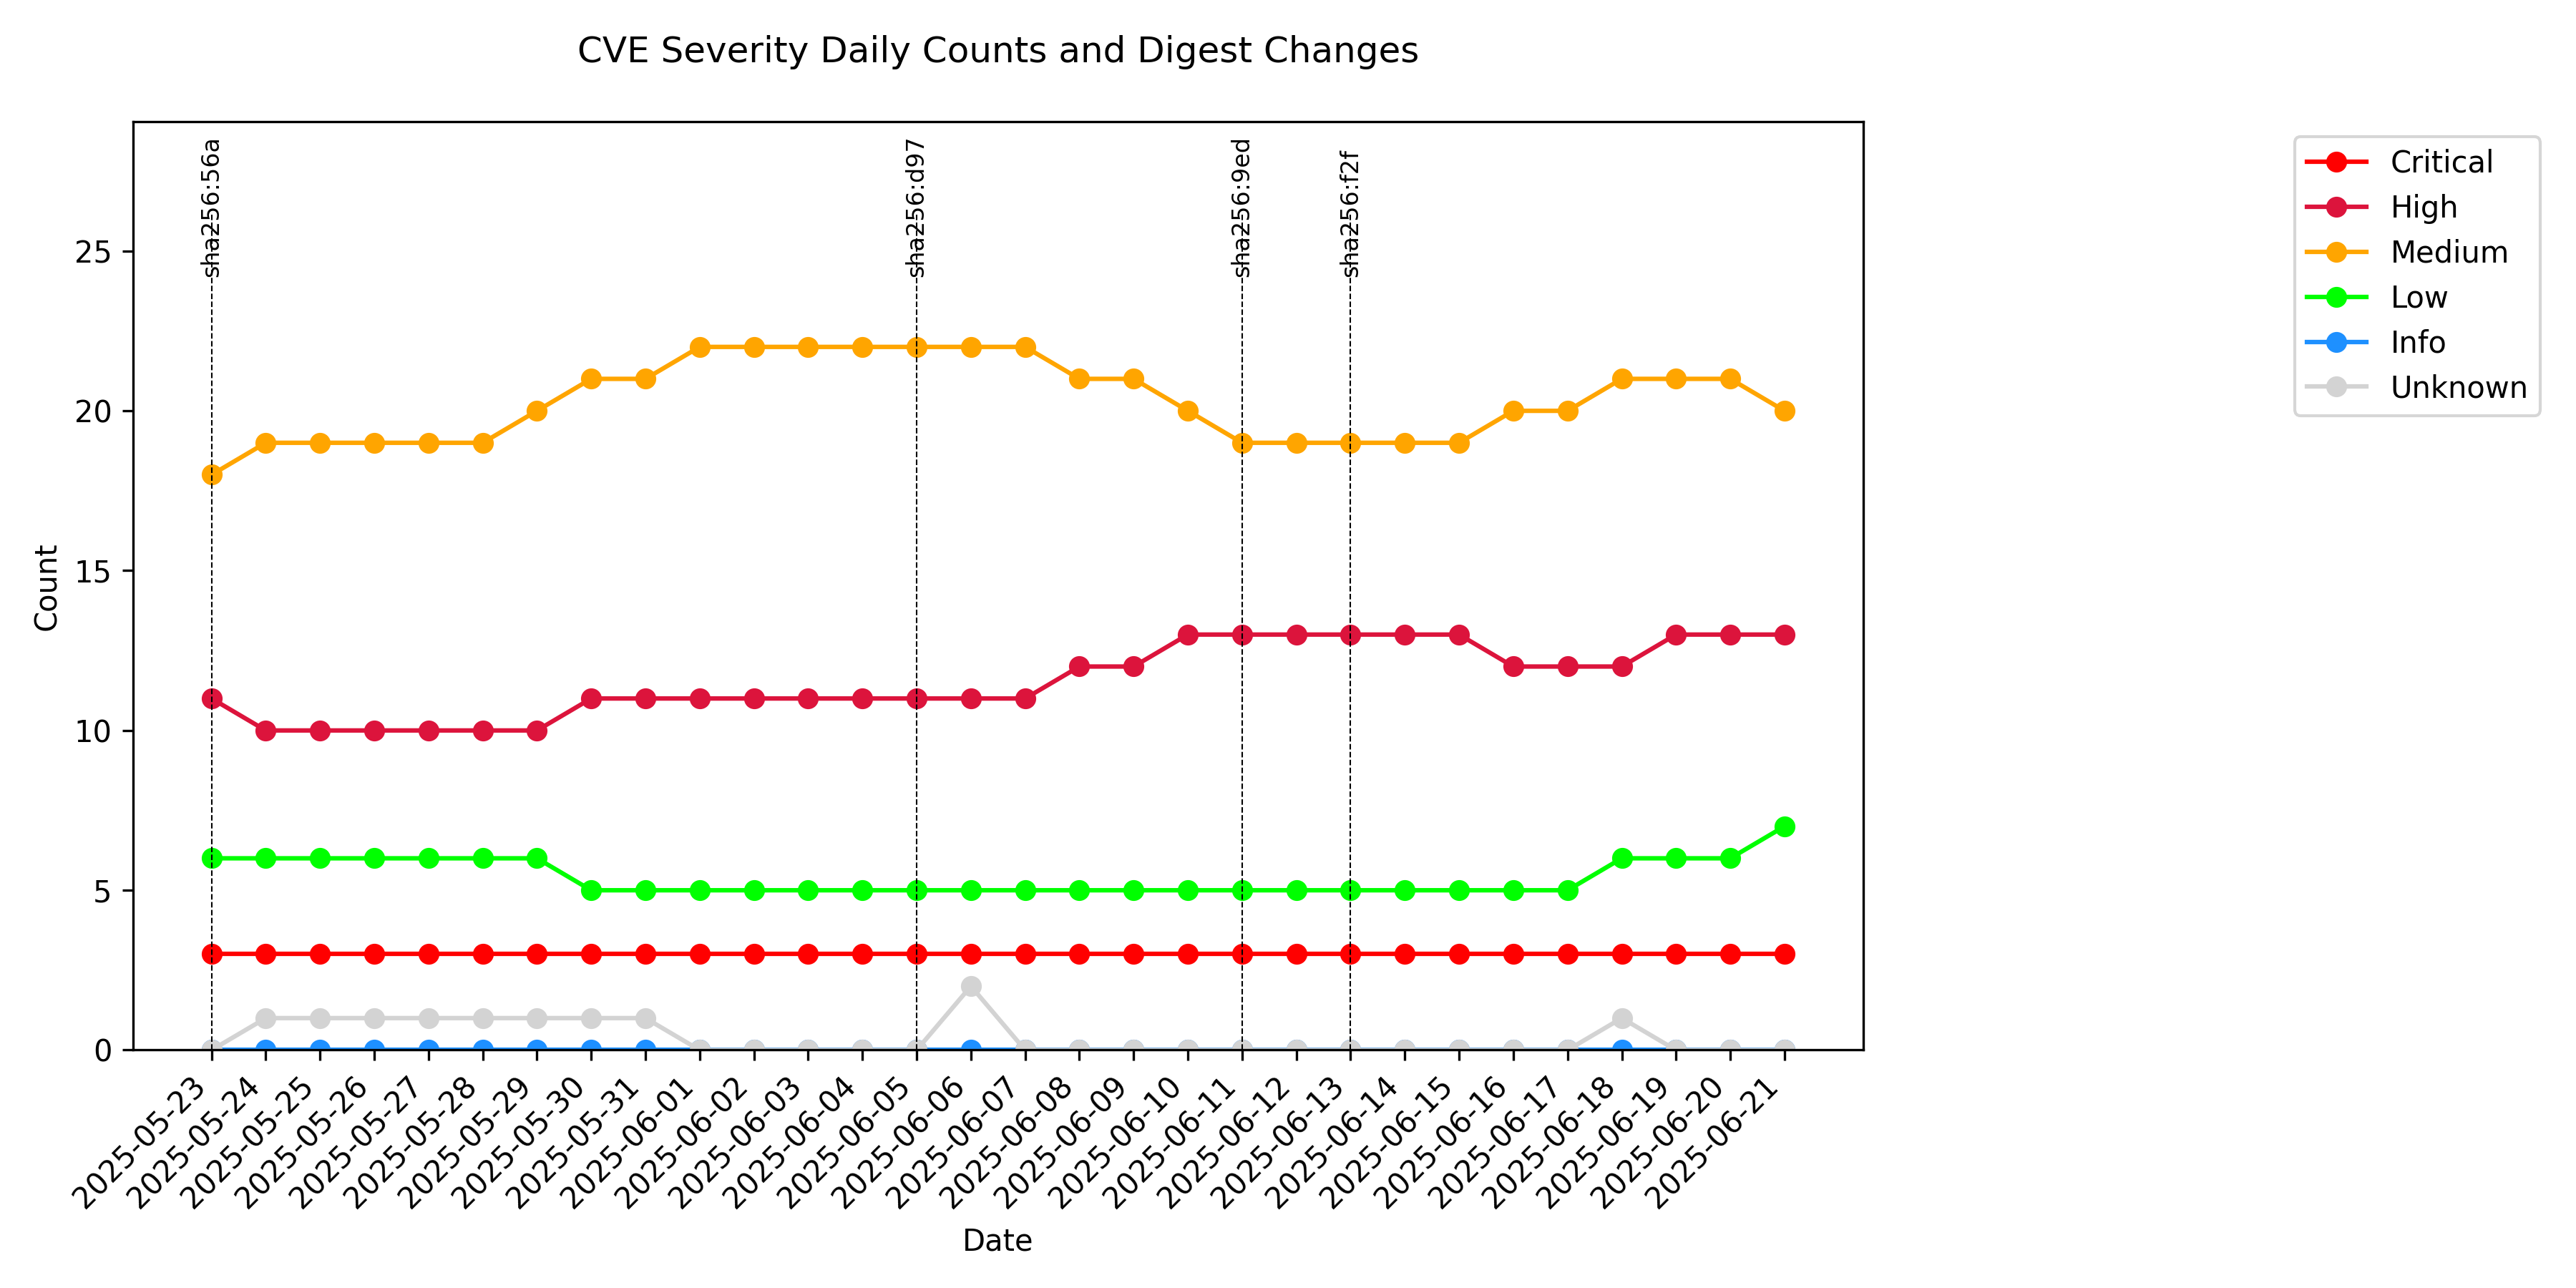 CVE Severity Daily Counts and Digest Changes
sha256:56a
sha256:d97
sha256:9ed
sha256:f2f
Critical
High
Medium
Low
Info
Unknown
Count
25
20
15
10
5
0
2025-05-23
2025-05-24
2025-05-25
2025-05-26
2025-05-27
2025-05-28
2025-05-29
2025-05-30
2025-05-31
2025-06-01
2025-06-02
2025-06-03
2025-06-04
2025-06-05
2025-06-06
2025-06-07
2025-06-08
2025-06-09
2025-06-10
2025-06-11
2025-06-12
2025-06-13
2025-06-14
2025-06-15
2025-06-16
2025-06-17
2025-06-18
2025-06-19
2025-06-20
2025-06-21
Date